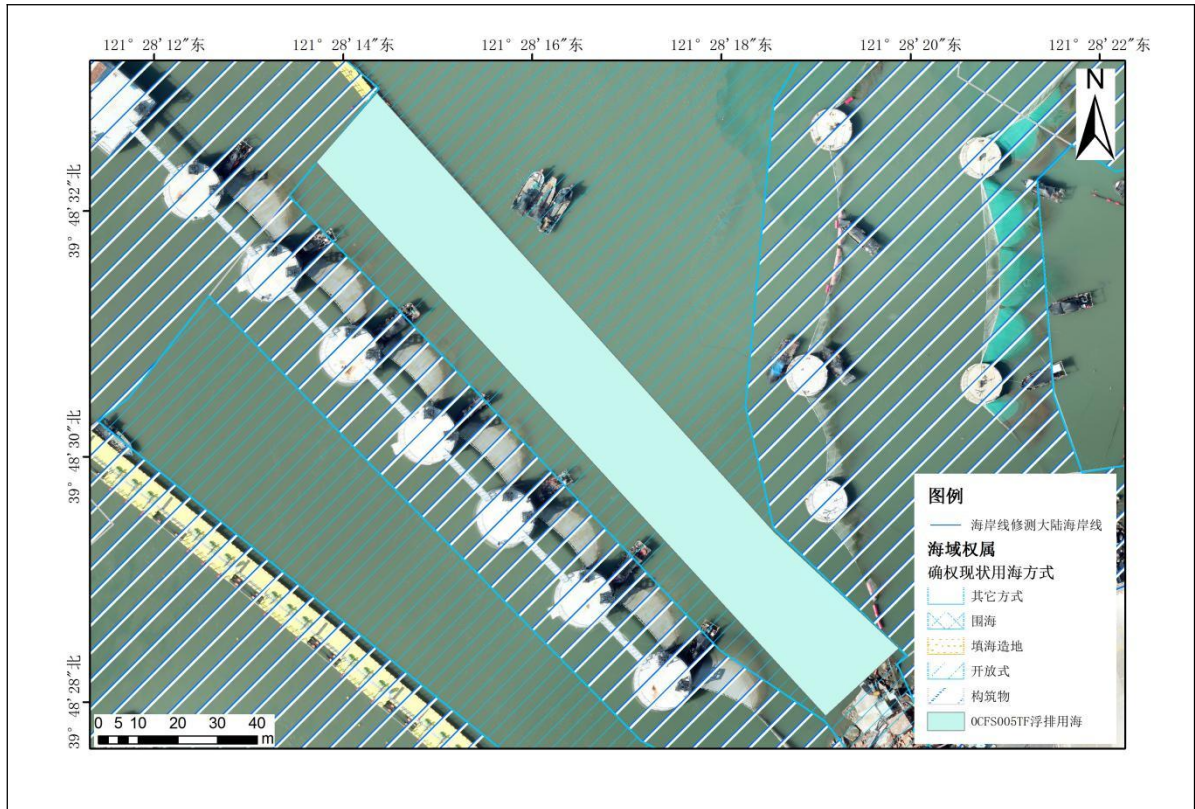 121° 28′12″东
121° 28′14″东
121° 28′16″东
121° 28′18″东
121° 28′20″东
121° 28′22″东
N
39° 48′32″北
39° 48′30″北
39° 48′28″北
图例
海岸线修测大陆海岸线
海域权属
确权现状用海方式
其它方式
围海
填海造地
开放式
构筑物
OCFS005TF浮排用海
0 5 10 20 30 40
m